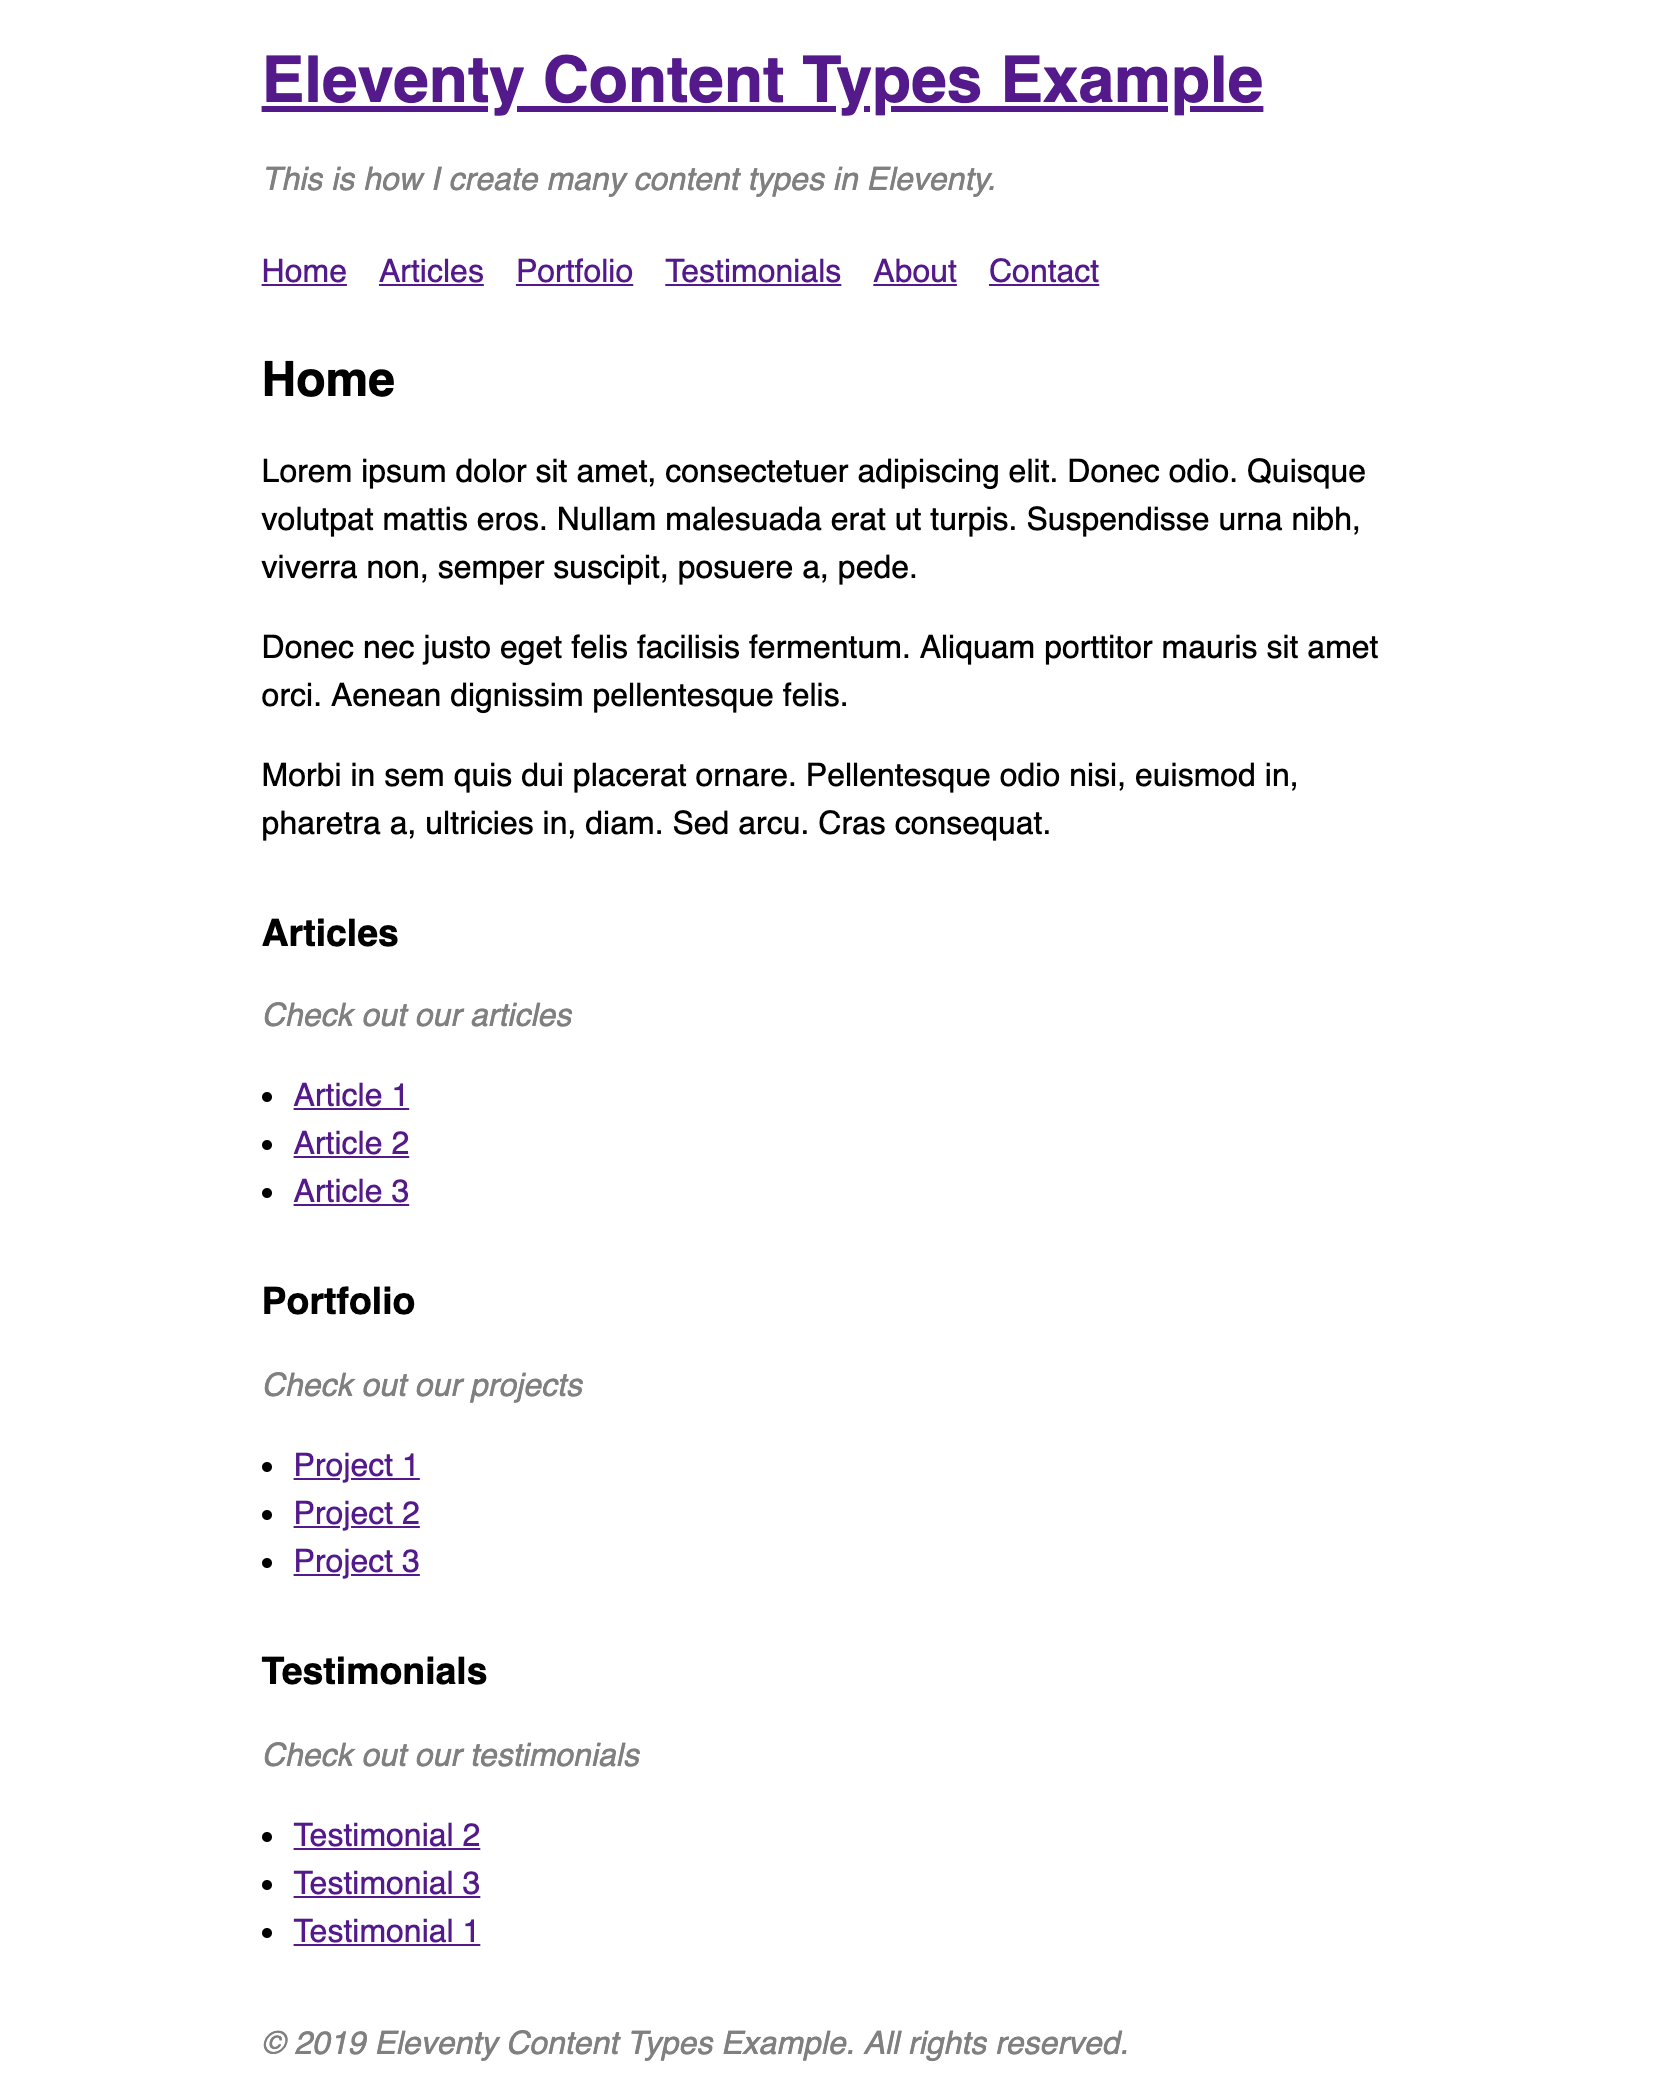 Eleventy Content Types Example
This is how I create many content types in Eleventy.
Home Articles Portfolio Testimonials About Contact
Home
Lorem ipsum dolor sit amet, consectetuer adipiscing elit. Donec odio. Quisque
volutpat mattis eros. Nullam malesuada erat ut turpis. Suspendisse urna nibh,
viverra non, semper suscipit, posuere a, pede.
Donec nec justo eget felis facilisis fermentum. Aliquam porttitor mauris sit amet
orci. Aenean dignissim pellentesque felis.
Morbi in sem quis dui placerat ornare. Pellentesque odio nisi, euismod in,
pharetra a, ultricies in, diam. Sed arcu. Cras consequat.
Articles
Check out our articles
• Article 1
• Article 2
• Article 3
Portfolio
Check out our projects
• Project 1
• Project 2
• Project 3
Testimonials
Check out our testimonials
• Testimonial 2
• Testimonial 3
• Testimonial 1
© 2019 Eleventy Content Types Example. All rights reserved.